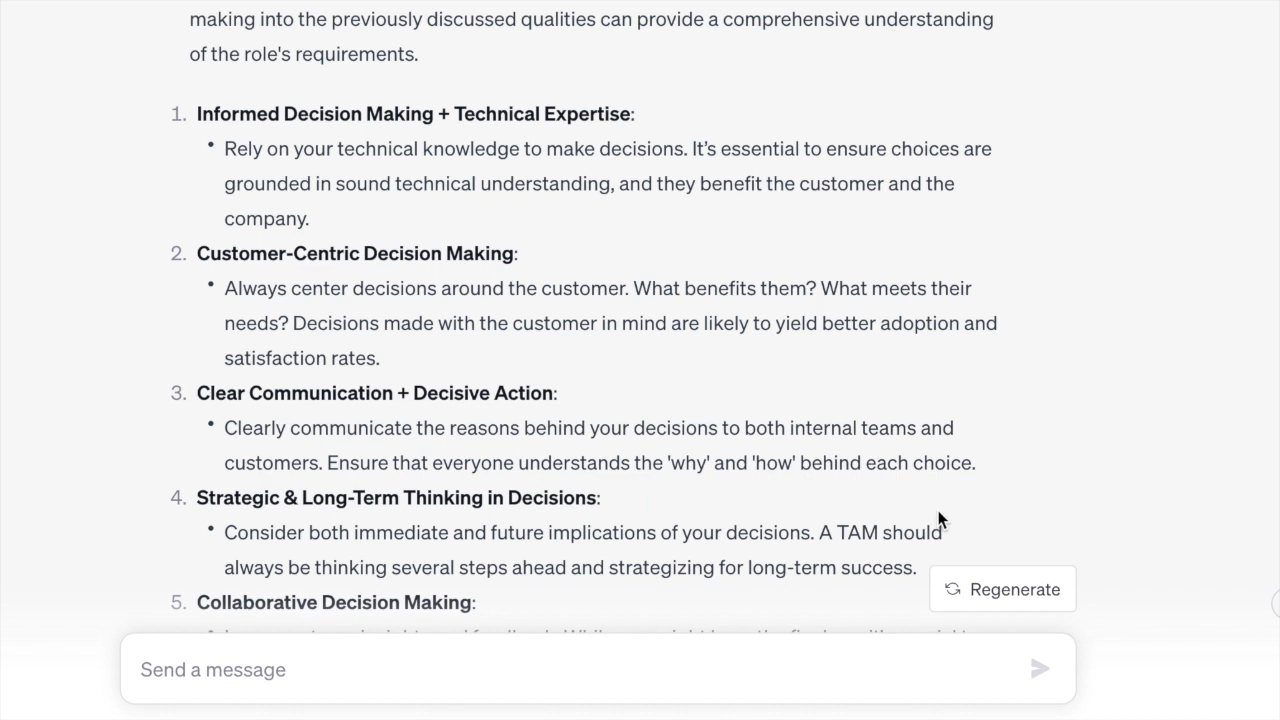 making into the previously discussed qualities can provide a comprehensive understanding
of the role's requirements.
1. Informed Decision Making + Technical Expertise:
• Rely on your technical knowledge to make decisions. It’s essential to ensure choices are
grounded in sound technical understanding, and they benefit the customer and the
company.
2. Customer-Centric Decision Making:
• Always center decisions around the customer. What benefits them? What meets their
needs? Decisions made with the customer in mind are likely to yield better adoption and
satisfaction rates.
3. Clear Communication + Decisive Action:
• Clearly communicate the reasons behind your decisions to both internal teams and
customers. Ensure that everyone understands the 'why' and 'how' behind each choice.
4. Strategic & Long-Term Thinking in Decisions:
• Consider both immediate and future implications of your decisions. A TAM should
always be thinking several steps ahead and strategizing for long-term success.
Regenerate
5. Collaborative Decision Making:
Send a message